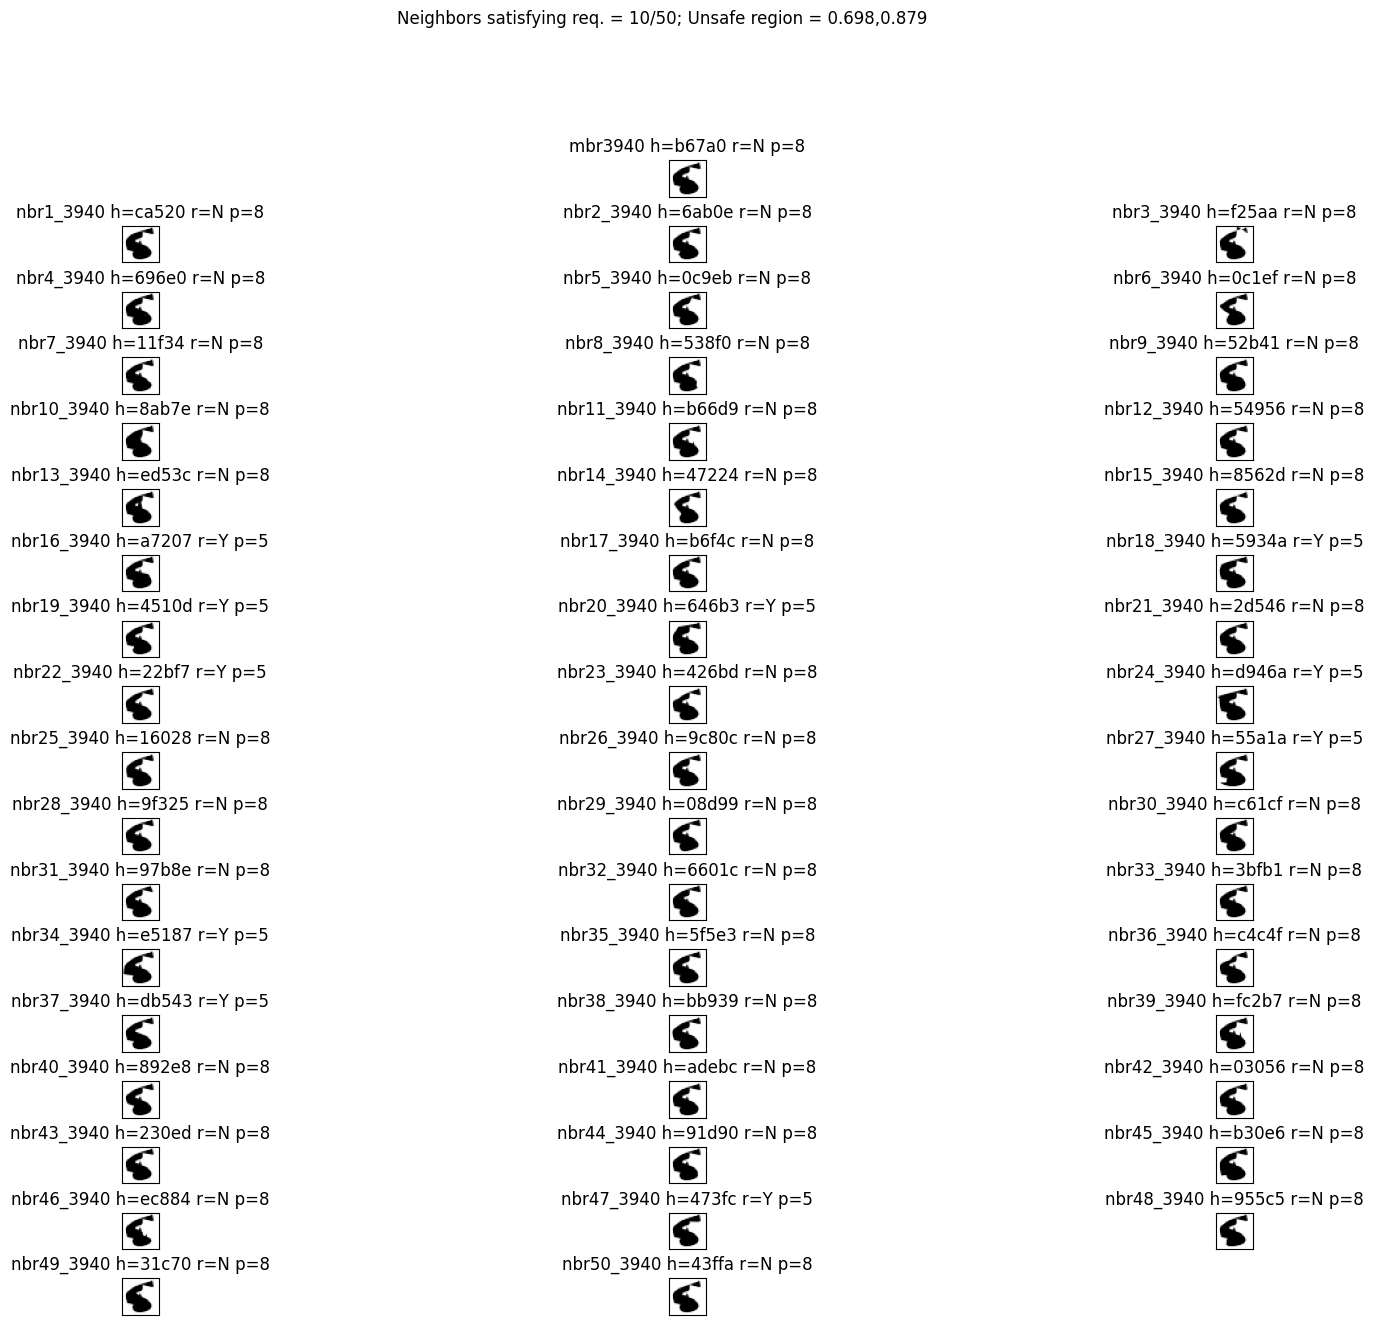 Neighbors satisfying req. = 10/50; Unsafe region = 0.698,0.879
mbr3940 h=b67a0 r=N p=8
nbr1_3940 h=ca520 r=N p=8
nbr2_3940 h=6ab0e r=N p=8
nbr3_3940 h=f25aa r=N p=8
nbr4_3940 h=696e0 r=N p=8
nbr5_3940 h=0c9eb r=N p=8
nbr6_3940 h=0c1ef r=N p=8
nbr7_3940 h=11f34 r=N p=8
nbr8_3940 h=538f0 r=N p=8
nbr9_3940 h=52b41 r=N p=8
nbr10_3940 h=8ab7e r=N p=8
nbr11_3940 h=b66d9 r=N p=8
nbr12_3940 h=54956 r=N p=8
nbr13_3940 h=ed53c r=N p=8
nbr14_3940 h=47224 r=N p=8
nbr15_3940 h=8562d r=N p=8
nbr16_3940 h=a7207 r=Y p=5
nbr17_3940 h=b6f4c r=N p=8
nbr18_3940 h=5934a r=Y p=5
nbr19_3940 h=4510d r=Y p=5
nbr20_3940 h=646b3 r=Y p=5
nbr21_3940 h=2d546 r=N p=8
nbr22_3940 h=22bf7 r=Y p=5
nbr23_3940 h=426bd r=N p=8
nbr24_3940 h=d946a r=Y p=5
nbr25_3940 h=16028 r=N p=8
nbr26_3940 h=9c80c r=N p=8
nbr27_3940 h=55a1a r=Y p=5
nbr28_3940 h=9f325 r=N p=8
nbr29_3940 h=08d99 r=N p=8
nbr30_3940 h=c61cf r=N p=8
nbr31_3940 h=97b8e r=N p=8
nbr32_3940 h=6601c r=N p=8
nbr33_3940 h=3bfb1 r=N p=8
nbr34_3940 h=e5187 r=Y p=5
nbr35_3940 h=5f5e3 r=N p=8
nbr36_3940 h=c4c4f r=N p=8
nbr37_3940 h=db543 r=Y p=5
nbr38_3940 h=bb939 r=N p=8
nbr39_3940 h=fc2b7 r=N p=8
nbr40_3940 h=892e8 r=N p=8
nbr41_3940 h=adebc r=N p=8
nbr42_3940 h=03056 r=N p=8
nbr43_3940 h=230ed r=N p=8
nbr44_3940 h=91d90 r=N p=8
nbr45_3940 h=b30e6 r=N p=8
nbr46_3940 h=ec884 r=N p=8
nbr47_3940 h=473fc r=Y p=5
nbr48_3940 h=955c5 r=N p=8
nbr49_3940 h=31c70 r=N p=8
nbr50_3940 h=43ffa r=N p=8